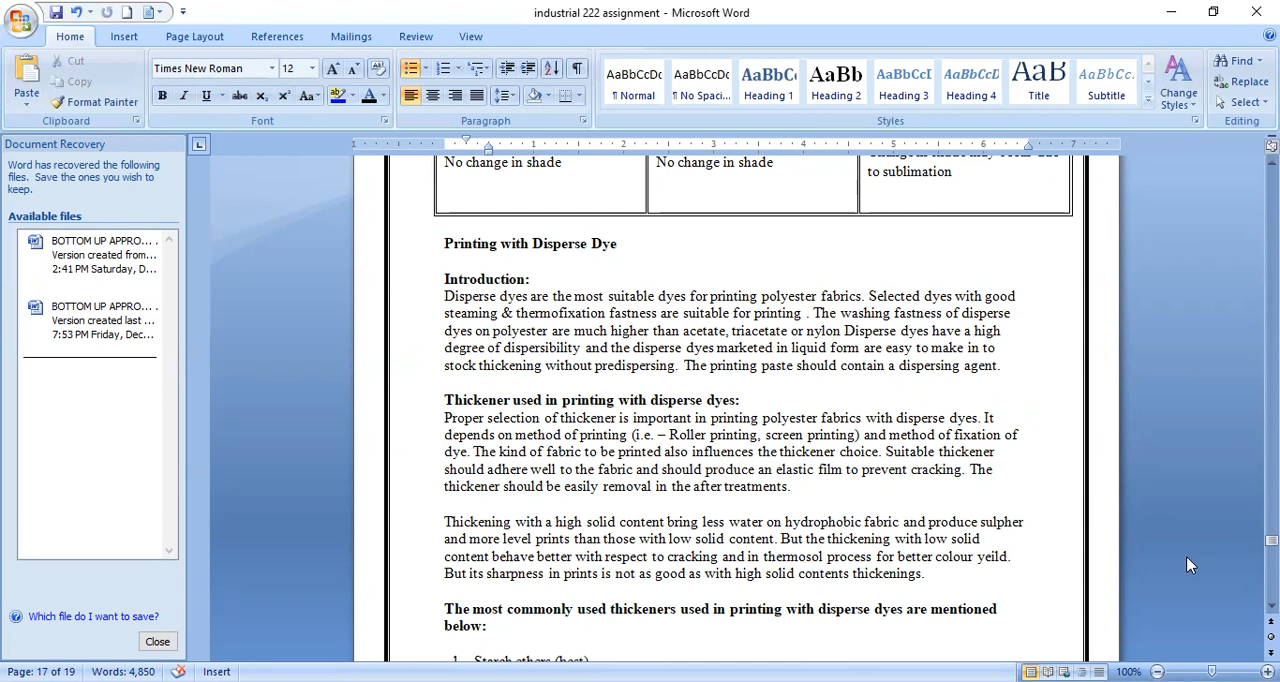 industrial 222 assignment - Microsoft Word
Home Insert Page Layout References Mailings Review View
Paste
Cut
Copy
Format Painter
Clipboard
Times New Roman 12
Font
Paragraph
AaBbCcDc AaBbCcDc AaBbCc AaBb AaBbCcI AaBbCcD AaB AaBbCc.
¶ Normal ¶ No Spaci... Heading 1 Heading 2 Heading 3 Heading 4 Title Subtitle
Change Styles
Styles
Find
Replace
Select
Editing
Document Recovery
Word has recovered the following
files. Save the ones you wish to
keep.
Available files
BOTTOM UP APPRO...
Version created from...
2:41 PM Saturday, D...
BOTTOM UP APPRO...
Version created last ...
7:53 PM Friday, Dec...
Which file do I want to save?
Close
1 1 2 3 4 5 6 7
No change in shade No change in shade
to sublimation
Printing with Disperse Dye
Introduction:
Disperse dyes are the most suitable dyes for printing polyester fabrics. Selected dyes with good
steaming & thermofixation fastness are suitable for printing . The washing fastness of disperse
dyes on polyester are much higher than acetate, triacetate or nylon Disperse dyes have a high
degree of dispersibility and the disperse dyes marketed in liquid form are easy to make in to
stock thickening without predispersing. The printing paste should contain a dispersing agent.
Thickener used in printing with disperse dyes:
Proper selection of thickener is important in printing polyester fabrics with disperse dyes. It
depends on method of printing (i.e. – Roller printing, screen printing) and method of fixation of
dye. The kind of fabric to be printed also influences the thickener choice. Suitable thickener
should adhere well to the fabric and should produce an elastic film to prevent cracking. The
thickener should be easily removal in the after treatments.
Thickening with a high solid content bring less water on hydrophobic fabric and produce sulpher
and more level prints than those with low solid content. But the thickening with low solid
content behave better with respect to cracking and in thermosol process for better colour yeild.
But its sharpness in prints is not as good as with high solid contents thickenings.
The most commonly used thickeners used in printing with disperse dyes are mentioned
below:
1. Starch ethers (best)
Page: 17 of 19 Words: 4,850 Insert 100%